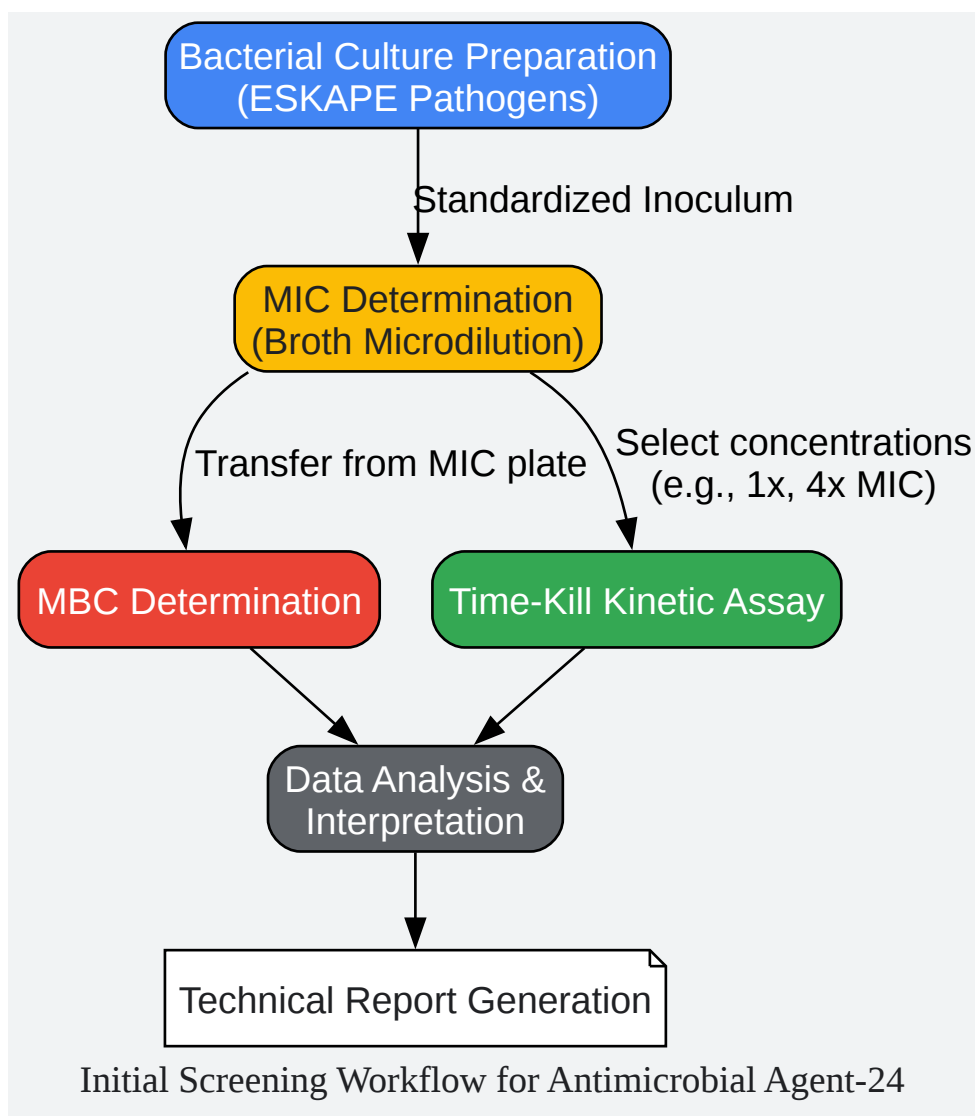 Bacterial Culture Preparation
(ESKAPE Pathogens)
Standardized Inoculum
MIC Determination
(Broth Microdilution)
Transfer from MIC plate
Select concentrations
(e.g., 1x, 4x MIC)
MBC Determination
Time-Kill Kinetic Assay
Data Analysis &
Interpretation
Technical Report Generation
Initial Screening Workflow for Antimicrobial Agent-24